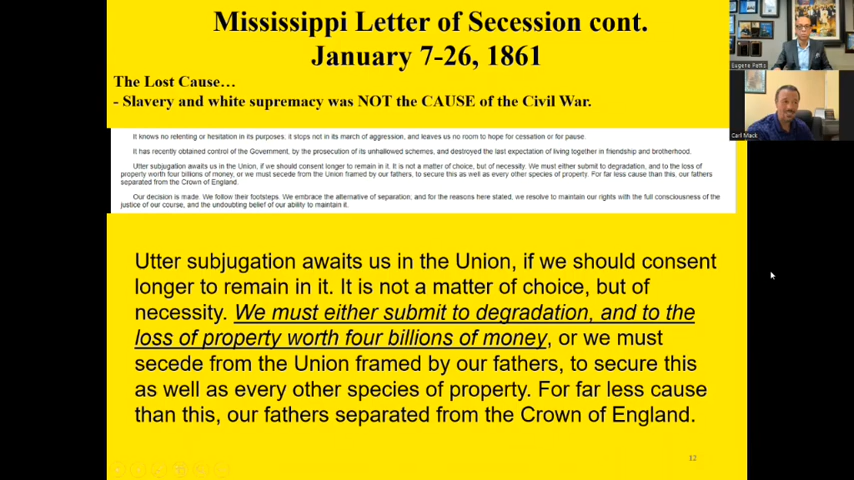 Mississippi Letter of Secession cont.
January 7-26, 1861
The Lost Cause…
- Slavery and white supremacy was NOT the CAUSE of the Civil War.
It knows no relenting or hesitation in its purposes; it stops not in its march of aggression, and leaves us no room to hope for cessation or for pause.
It has recently obtained control of the Government, by the prosecution of its unhallowed schemes, and destroyed the last expectation of living together in friendship and brotherhood.
Utter subjugation awaits us in the Union, if we should consent longer to remain in it. It is not a matter of choice, but of necessity. We must either submit to degradation, and to the loss of
property worth four billions of money, or we must secede from the Union framed by our fathers, to secure this as well as every other species of property. For far less cause than this, our fathers
separated from the Crown of England.
Our decision is made. We follow their footsteps. We embrace the alternative of separation; and for the reasons here stated, we resolve to maintain our rights with the full consciousness of the
justice of our course, and the undoubting belief of our ability to maintain it.
Utter subjugation awaits us in the Union, if we should consent
longer to remain in it. It is not a matter of choice, but of
necessity. We must either submit to degradation, and to the
loss of property worth four billions of money, or we must
secede from the Union framed by our fathers, to secure this
as well as every other species of property. For far less cause
than this, our fathers separated from the Crown of England.
12
Eugene Pettis
Carl Mack